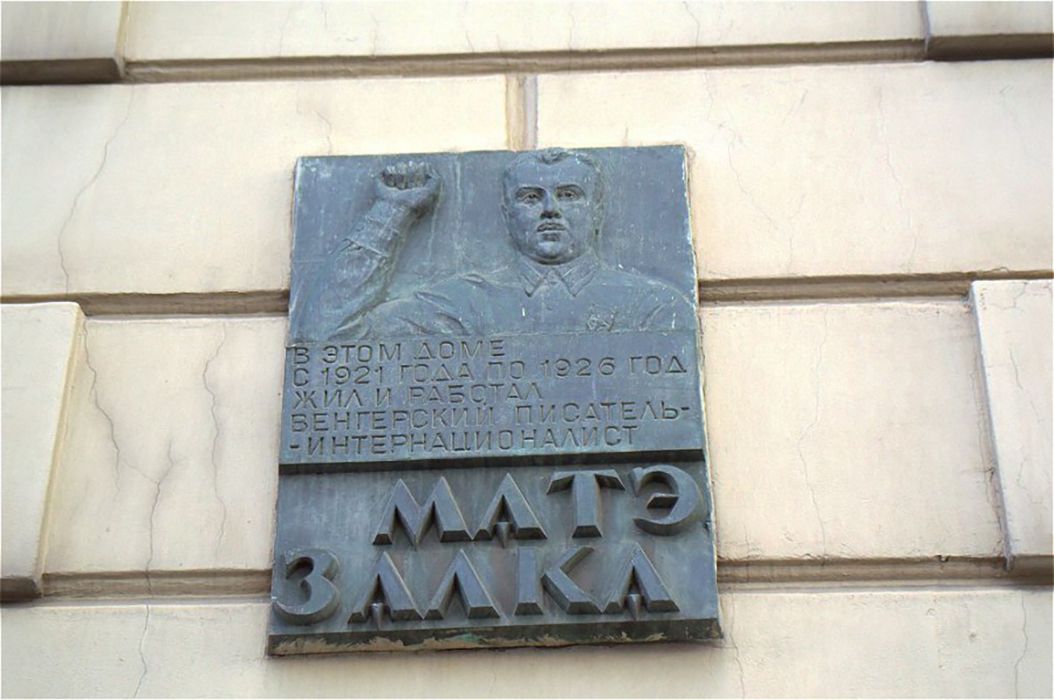 В ЭТОМ ДОМЕ
С 1921 ГОДА ПО 1926 ГОД
ЖИЛ И РАБОТАЛ
ВЕНГЕРСКИЙ ПИСАТЕЛЬ-
-ИНТЕРНАЦИОНАЛИСТ
МАТЭ
ЗАЛКА